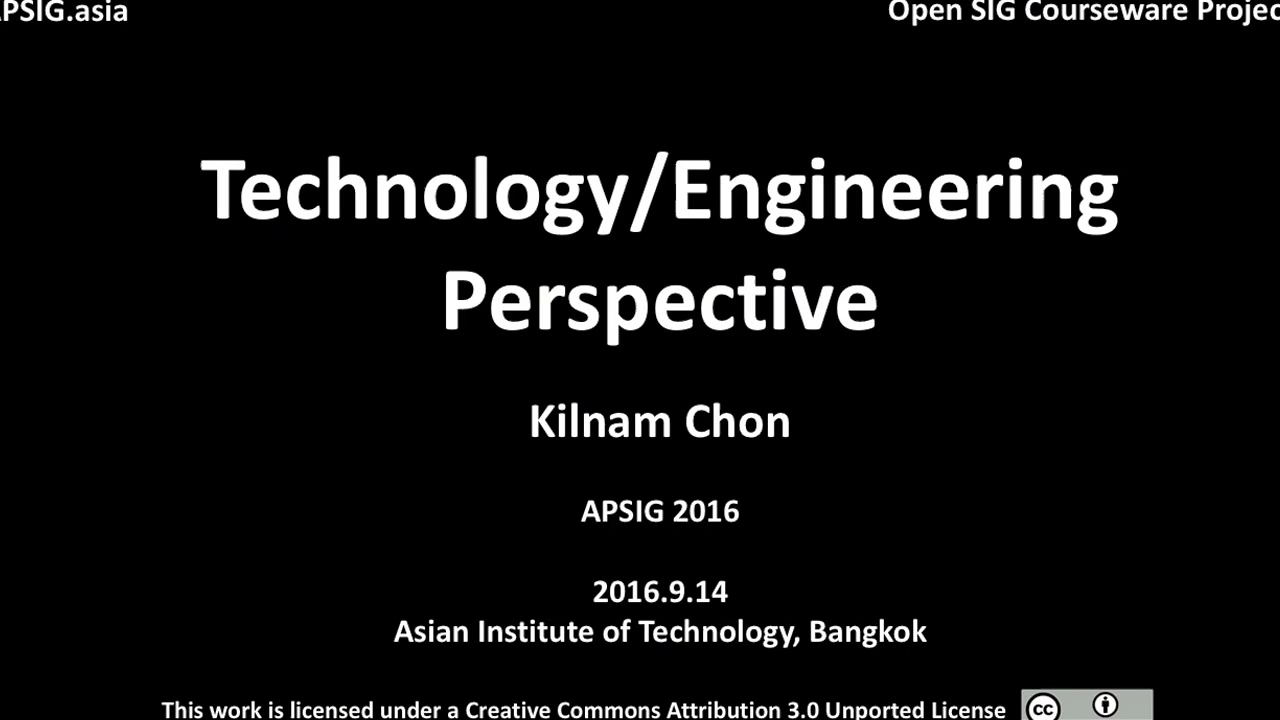 APSIG.asia
Open SIG Courseware Projec
Technology/Engineering
Perspective
Kilnam Chon
APSIG 2016
2016.9.14
Asian Institute of Technology, Bangkok
This work is licensed under a Creative Commons Attribution 3.0 Unported License
cc